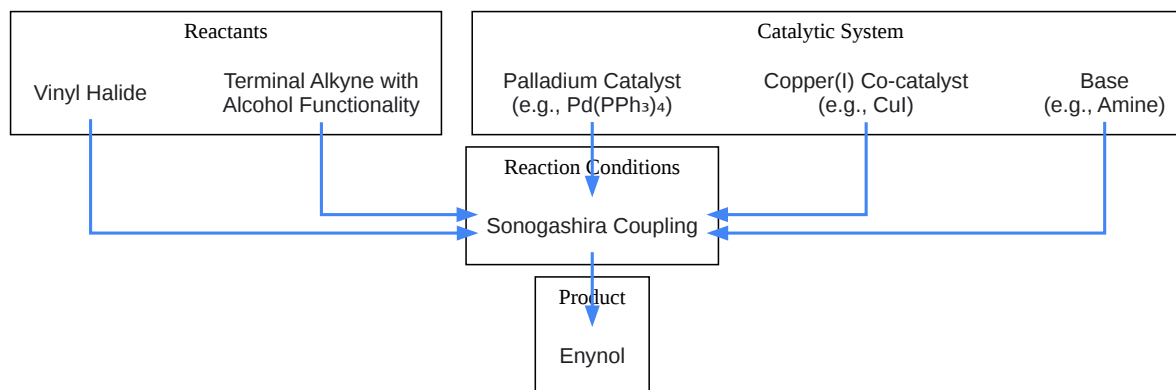 Reactants
Vinyl Halide
Terminal Alkyne with
Alcohol Functionality
Catalytic System
Palladium Catalyst
(e.g., Pd(PPh₃)₄)
Copper(I) Co-catalyst
(e.g., CuI)
Base
(e.g., Amine)
Reaction Conditions
Sonogashira Coupling
Product
Enynol